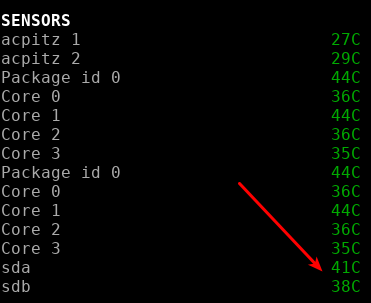 SENSORS
acpitz 1 27C
acpitz 2 29C
Package id 0 44C
Core 0 36C
Core 1 44C
Core 2 36C
Core 3 35C
Package id 0 44C
Core 0 36C
Core 1 44C
Core 2 36C
Core 3 35C
sda 41C
sdb 38C